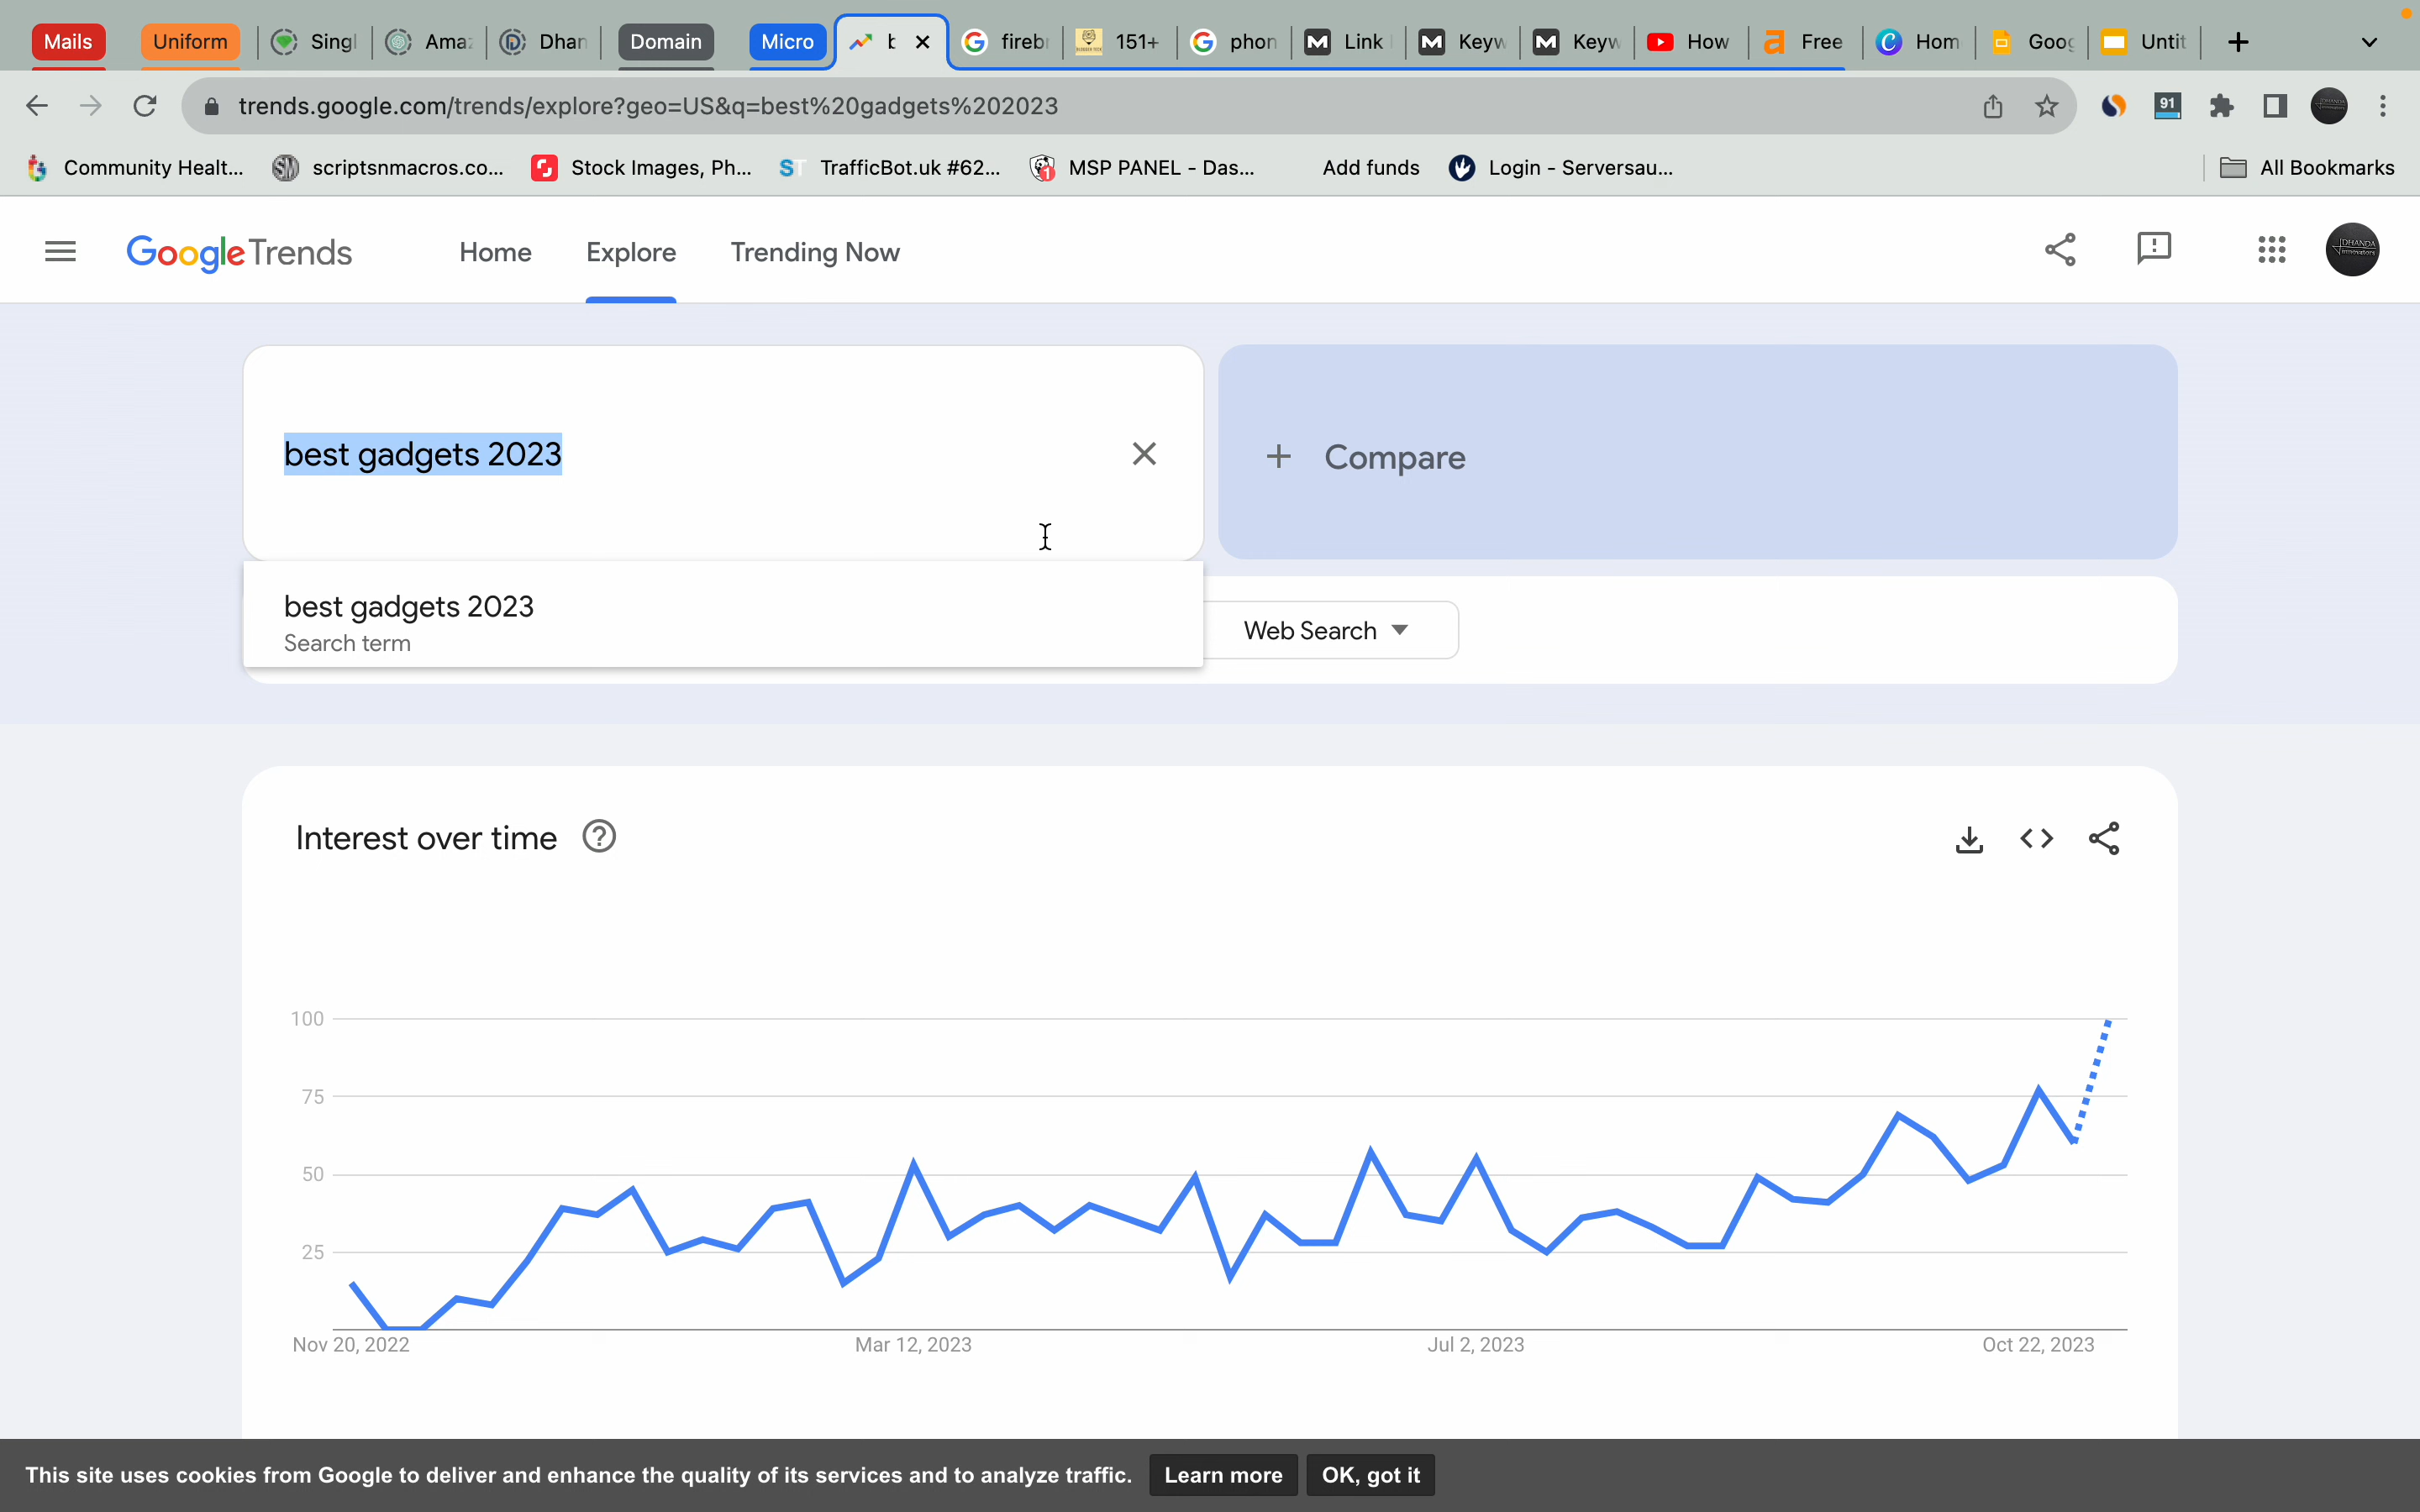 Mails Uniform Singl Ama Dhan Domain Micro b firebr 151+ phon Link Keyw Keyw How Free Hom Goog Untit
trends.google.com/trends/explore?geo=US&q=best%20gadgets%202023
91
Community Healt... scriptsnmacros.co... Stock Images, Ph... ST TrafficBot.uk #62... MSP PANEL - Das... Add funds Login - Serversau... All Bookmarks
Google Trends Home Explore Trending Now
best gadgets 2023
+ Compare
best gadgets 2023
Search term
Web Search
Interest over time
100
75
50
25
Nov 20, 2022 Mar 12, 2023 Jul 2, 2023 Oct 22, 2023
This site uses cookies from Google to deliver and enhance the quality of its services and to analyze traffic. Learn more OK, got it